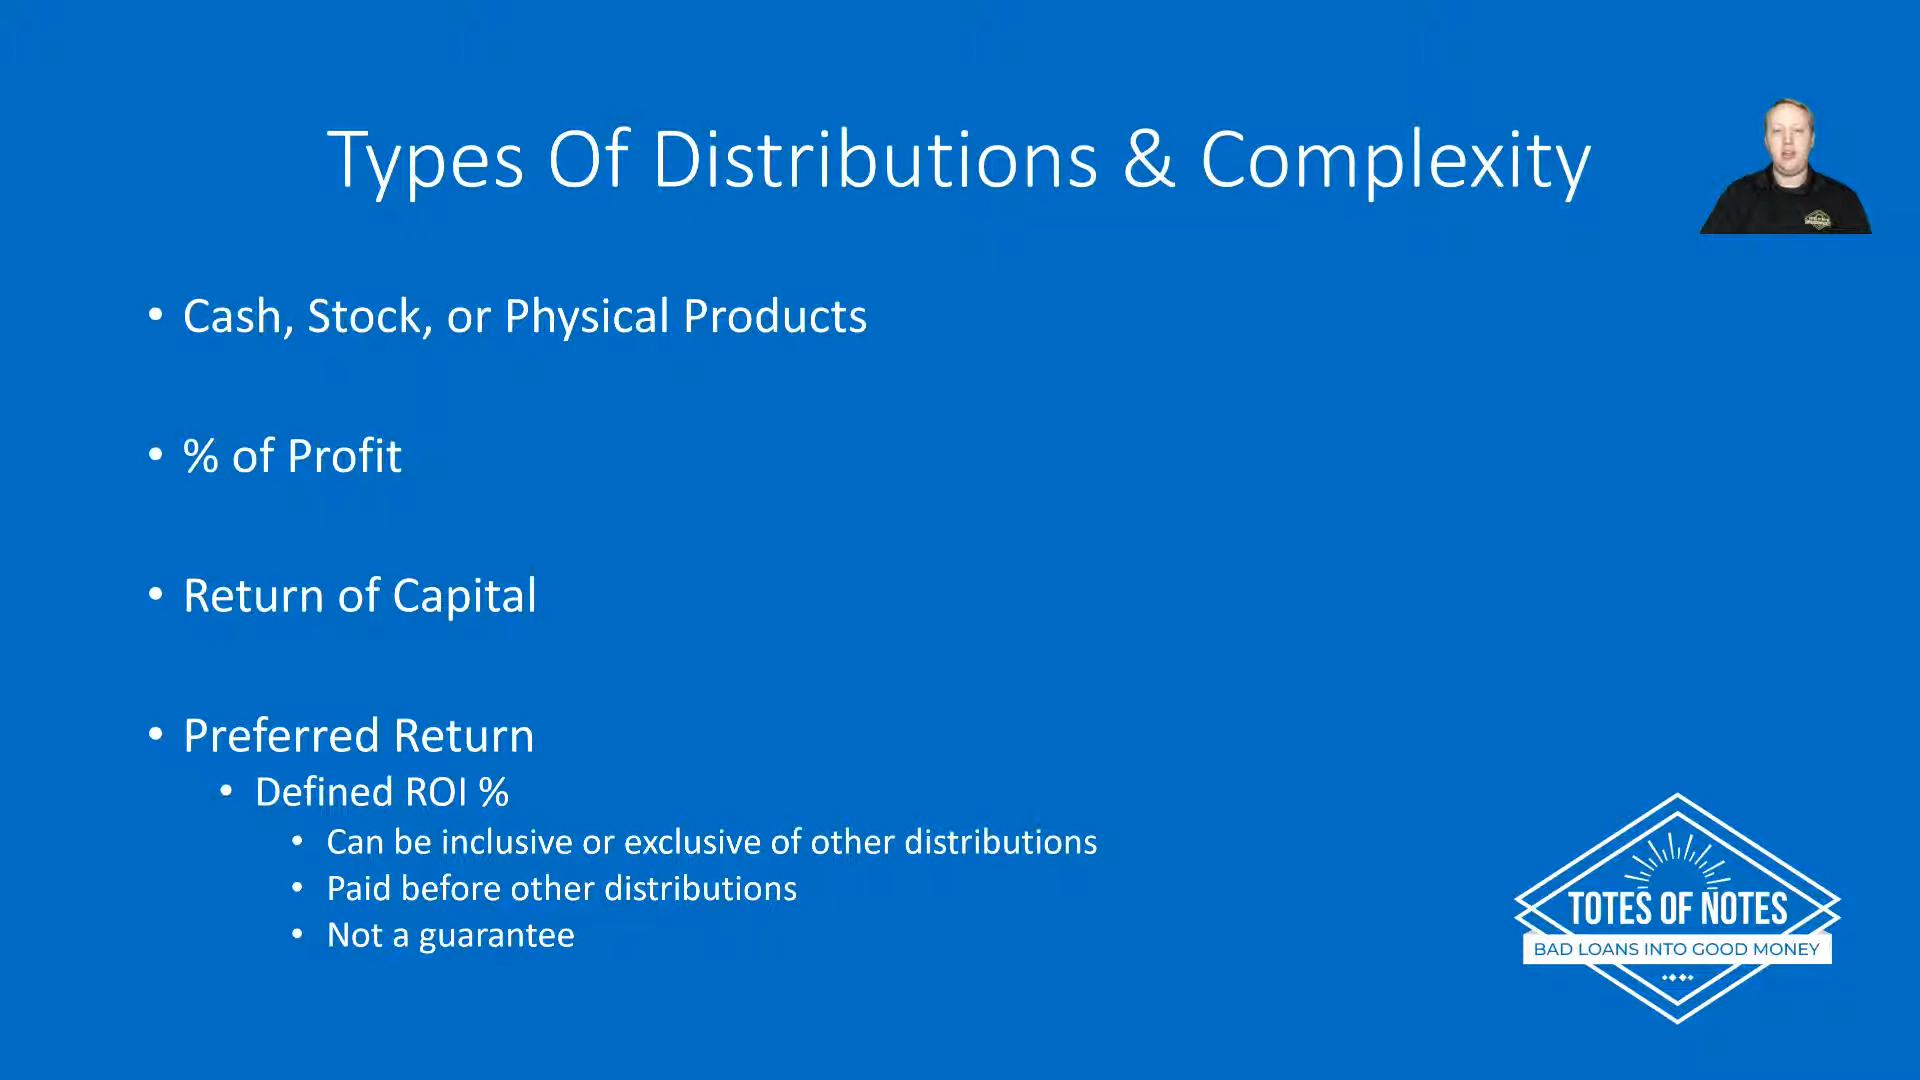 Types Of Distributions & Complexity
• Cash, Stock, or Physical Products
• % of Profit
• Return of Capital
• Preferred Return
• Defined ROI %
• Can be inclusive or exclusive of other distributions
• Paid before other distributions
• Not a guarantee
TOTES OF NOTES
BAD LOANS INTO GOOD MONEY